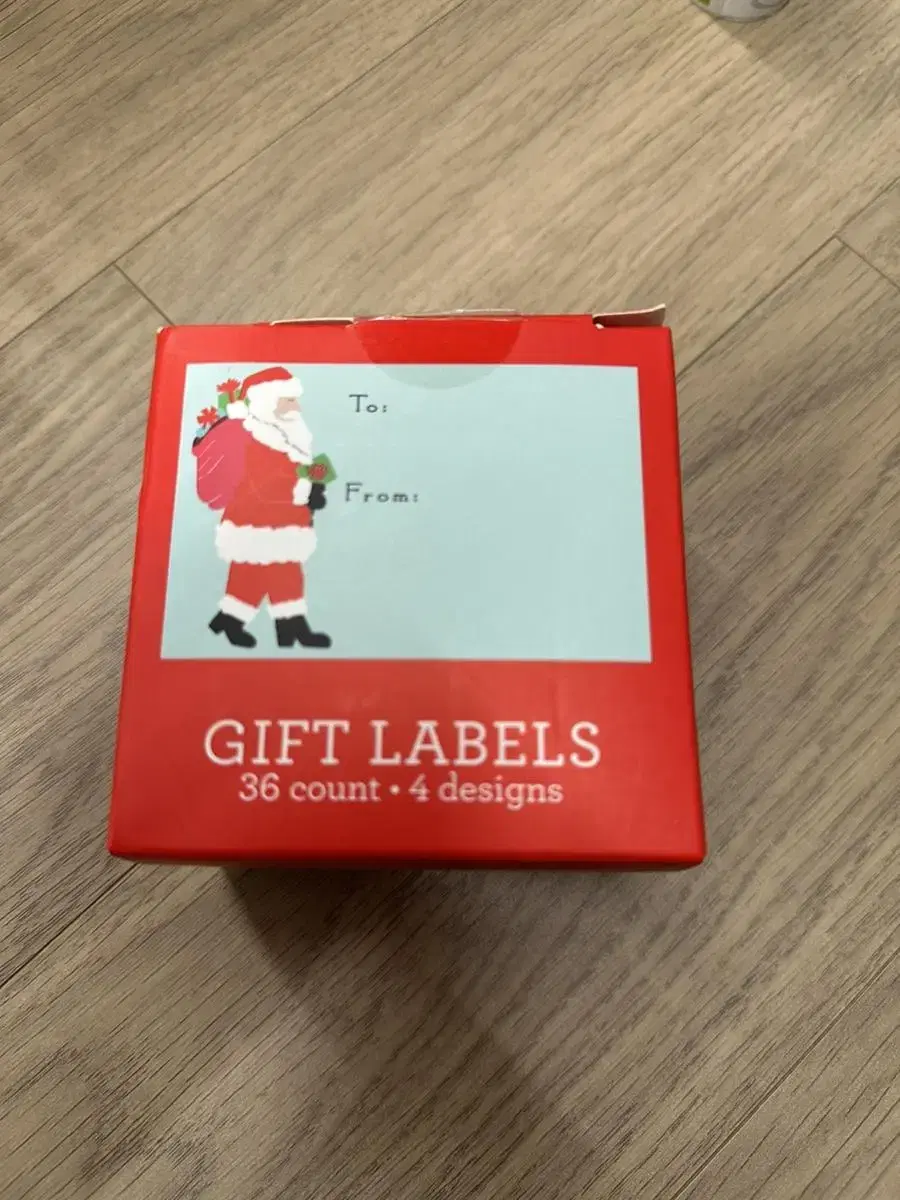 To:
From:
GIFT LABELS
36 count • 4 designs